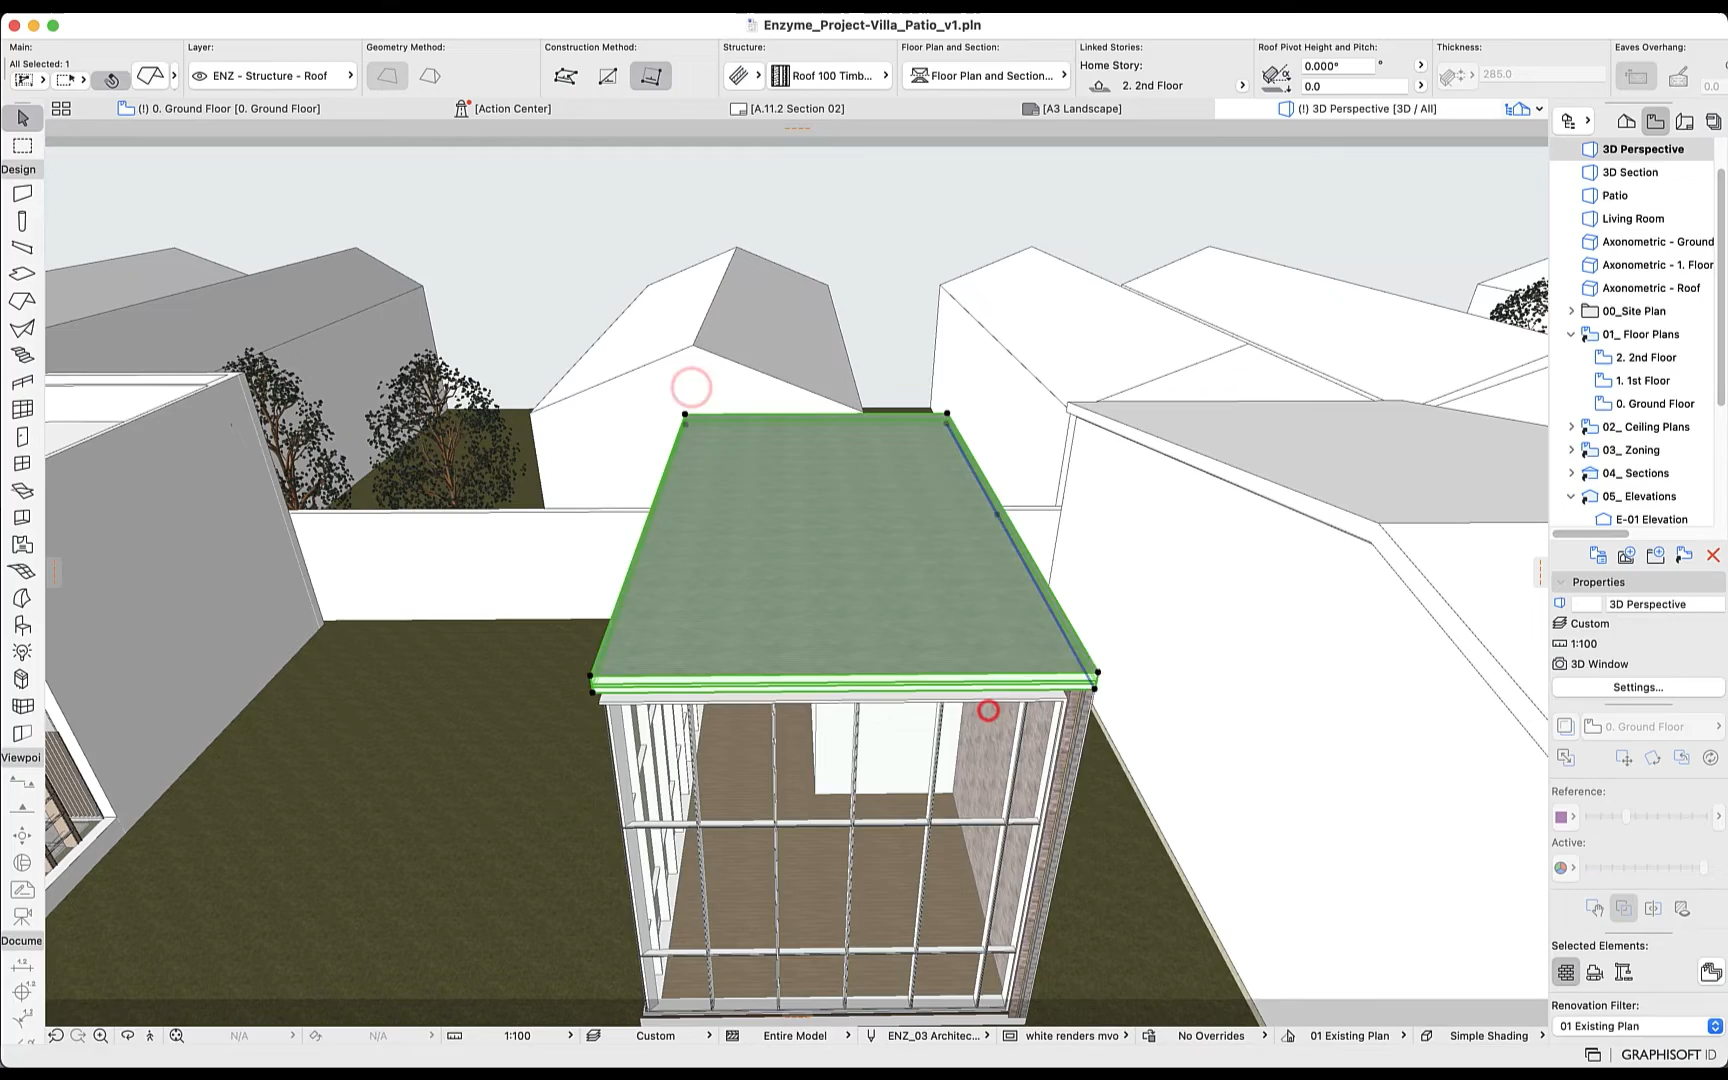 Enzyme_Project-Villa_Patio_v1.pln
Main:
All Selected: 1
Layer:
ENZ - Structure - Roof
Geometry Method:
Construction Method:
Structure:
Roof 100 Timb...
Floor Plan and Section:
Floor Plan and Section...
Linked Stories:
Home Story:
2. 2nd Floor
Roof Pivot Height and Pitch:
0.000°
°
0.0
Thickness:
285.0
Eaves Overhang:
0.0
(!) 0. Ground Floor [0. Ground Floor]
[Action Center]
[A.11.2 Section 02]
[A3 Landscape]
(!) 3D Perspective [3D / All]
Design
Viewpoi
Docume
1.2
1.2
3D Perspective
3D Section
Patio
Living Room
Axonometric - Ground
Axonometric - 1. Floor
Axonometric - Roof
00_Site Plan
01_ Floor Plans
2. 2nd Floor
1. 1st Floor
0. Ground Floor
02_ Ceiling Plans
03_ Zoning
04_ Sections
05_ Elevations
E-01 Elevation
Properties
3D Perspective
Custom
1:100
3D Window
Settings...
0. Ground Floor
Reference:
Active:
Selected Elements:
Renovation Filter:
01 Existing Plan
N/A
N/A
1:100
Custom
Entire Model
ENZ_03 Architec...
white renders mvo
No Overrides
01 Existing Plan
Simple Shading
GRAPHISOFT ID